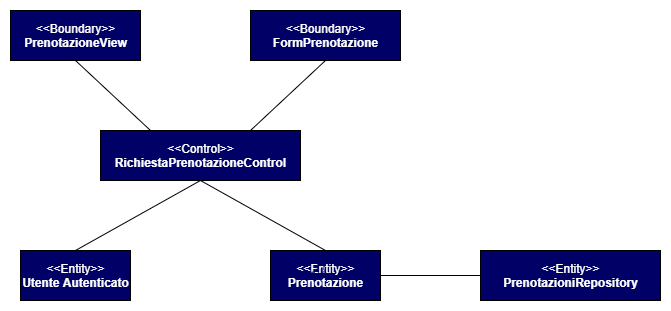 <<Boundary>>
PrenotazioneView
<<Boundary>>
FormPrenotazione
<<Control>>
RichiestaPrenotazioneControl
<<Entity>>
Utente Autenticato
<<Entity>>
Prenotazione
<<Entity>>
PrenotazioniRepository